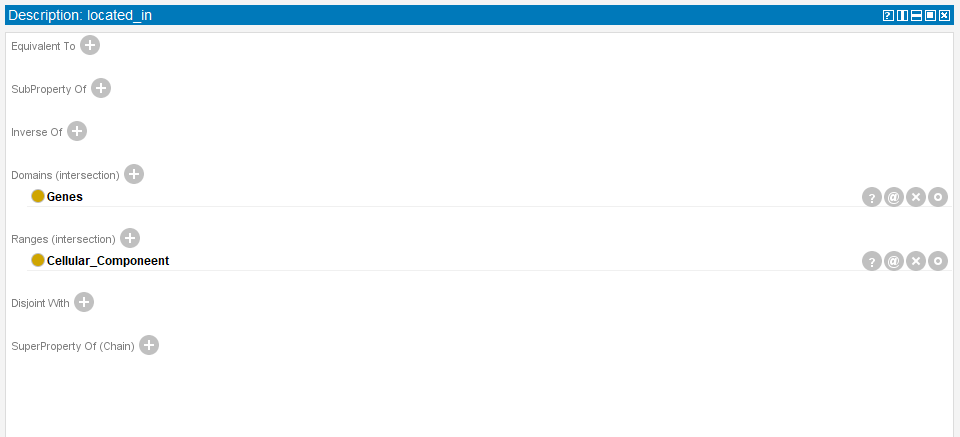 Description: located_in
Equivalent To
SubProperty Of
Inverse Of
Domains (intersection)
Genes
Ranges (intersection)
Cellular_Componeent
Disjoint With
SuperProperty Of (Chain)